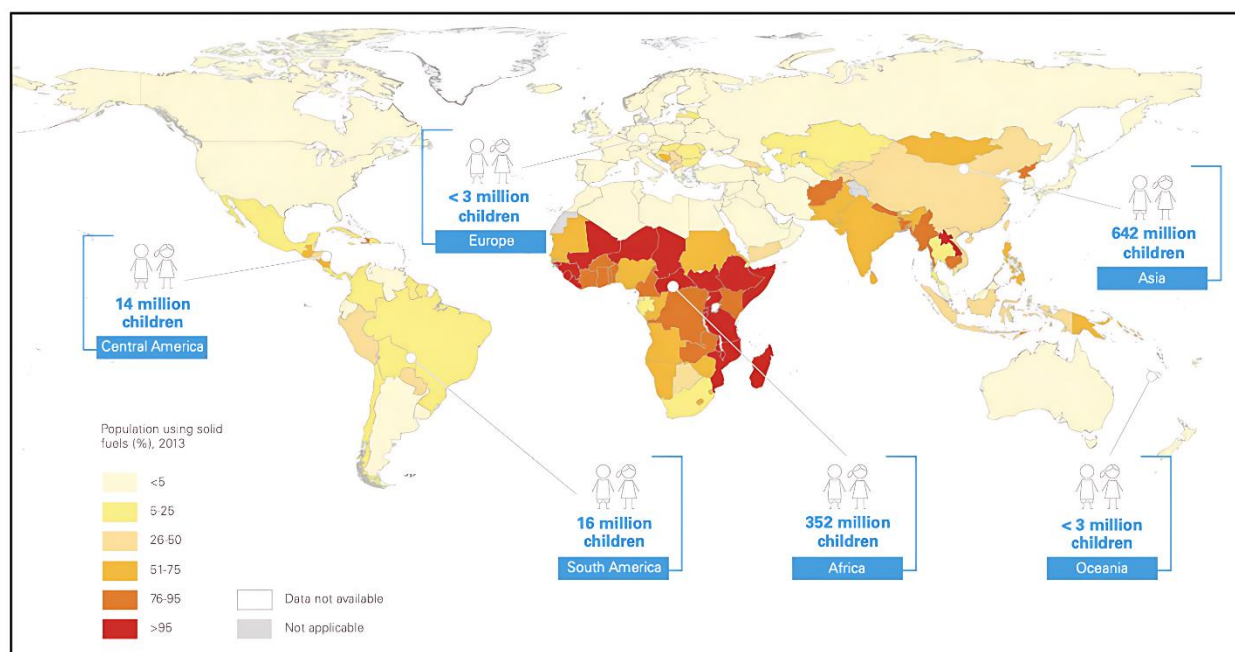 < 3 million
children
Europe
642 million
children
Asia
14 million
children
Central America
Population using solid
fuels (%), 2013
<5
5-25
26-50
51-75
76-95
>95
Data not available
Not applicable
16 million
children
South America
352 million
children
Africa
< 3 million
children
Oceania